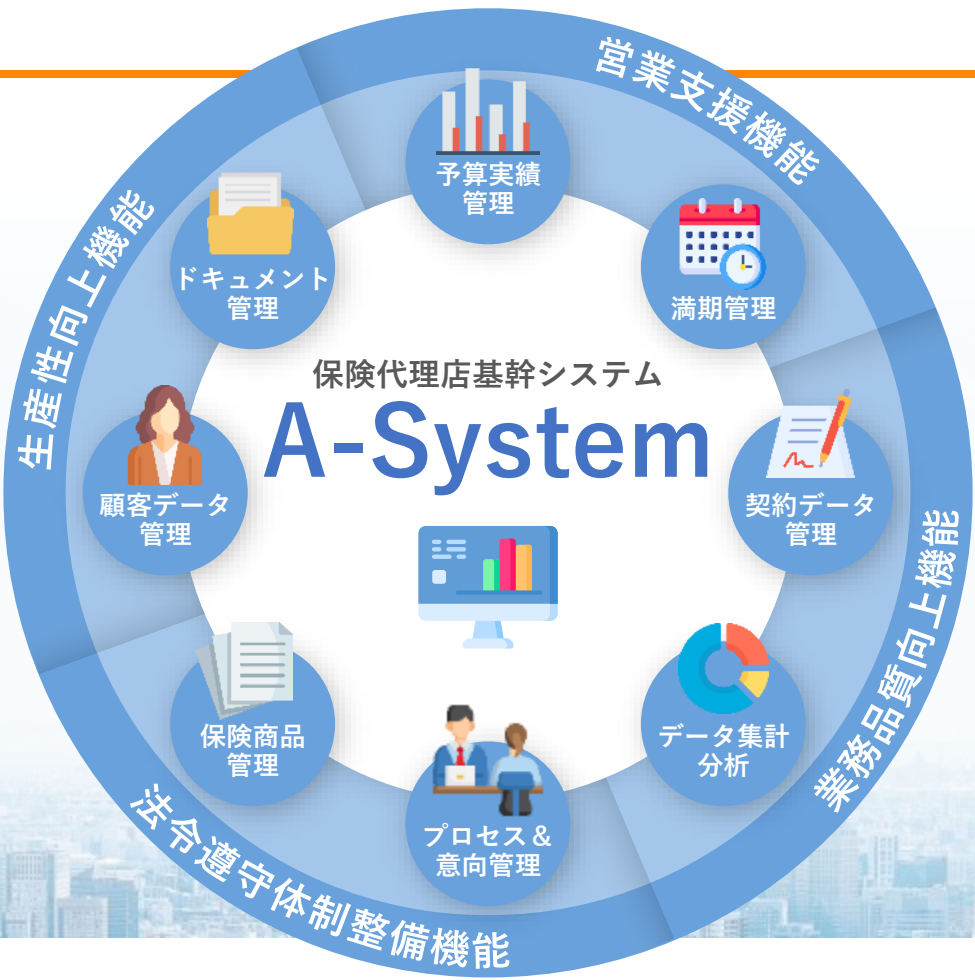 営業支援機能
予算実績
管理
ドキュメント
管理
満期管理
生産性向上機能
保険代理店基幹システム
A-System
顧客データ
管理
契約データ
管理
業務品質向上機能
保険商品
管理
データ集計
分析
プロセス＆
意向管理
法令遵守体制整備機能